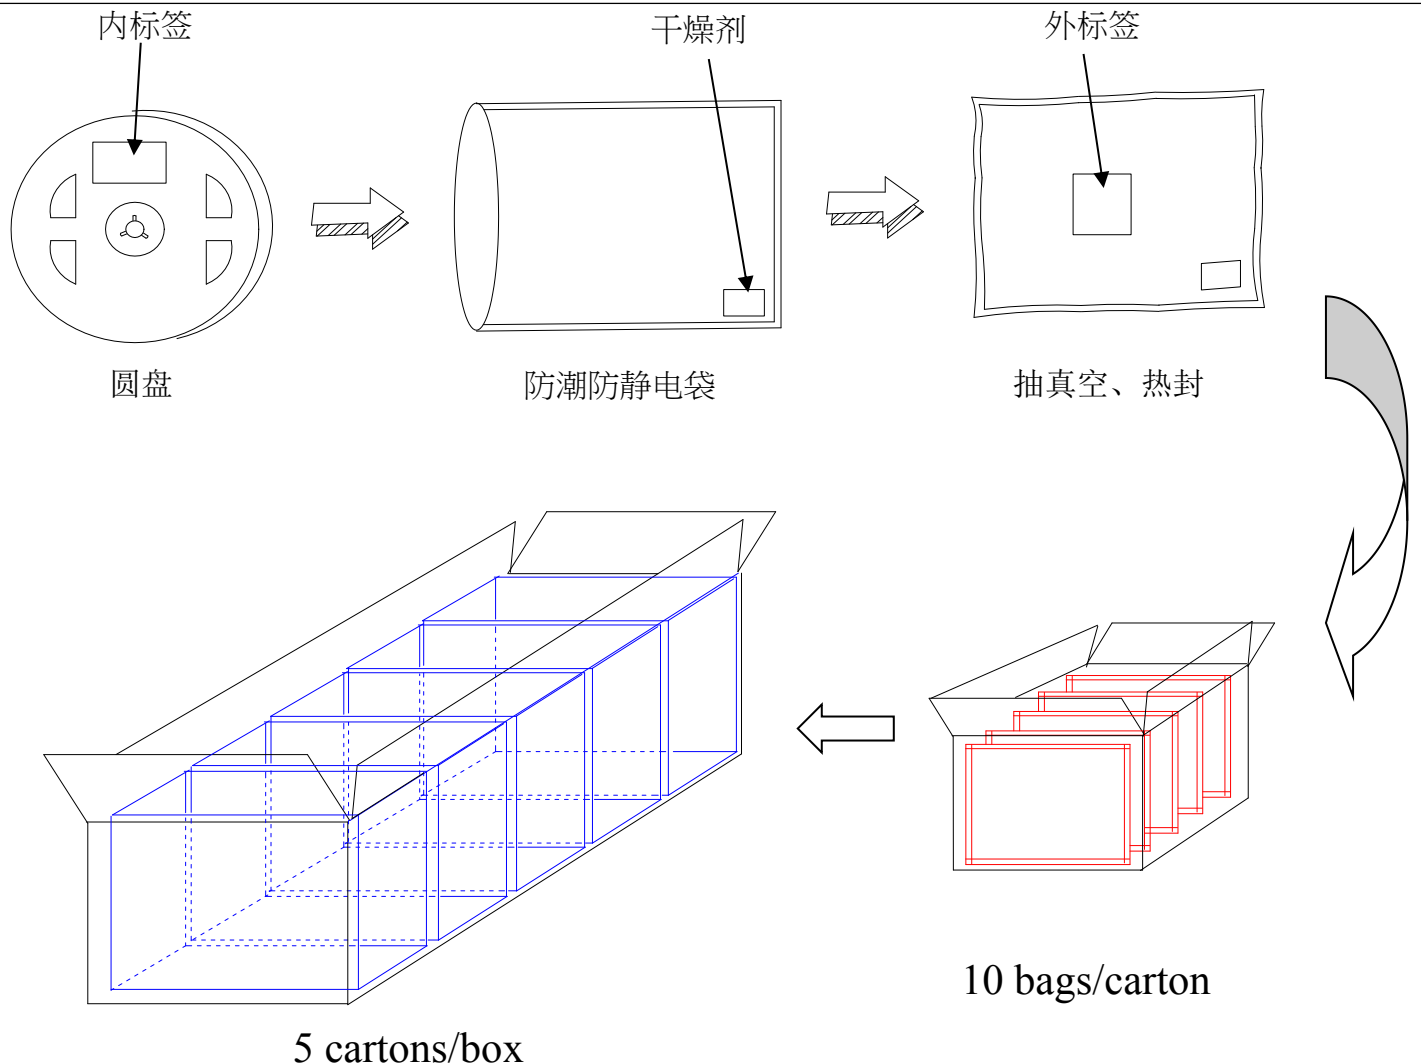 内标签
干燥剂
外标签
圆盘
防潮防静电袋
抽真空、热封
10 bags/carton
5 cartons/box